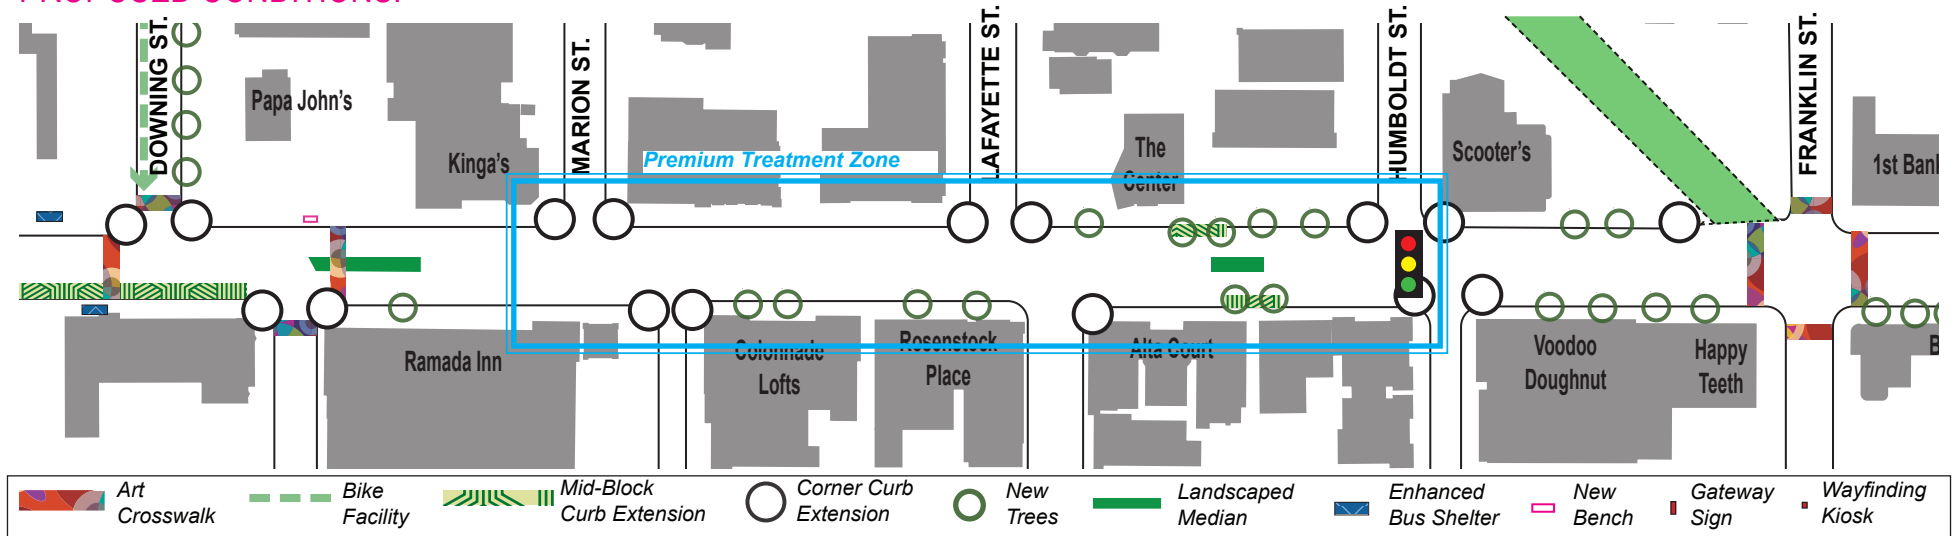 PROPOSED CONDITIONS:
DOWNING ST.
MARION ST.
LAFAYETTE ST.
HUMBOLDT ST.
FRANKLIN ST.
Papa John's
Kinga's
Premium Treatment Zone
The
Center
Scooter's
1st Bank
Ramada Inn
Colonnade
Lofts
Rosenstock
Place
Alta Court
Voodoo
Doughnut
Happy
Teeth
B
Art
Crosswalk
Bike
Facility
Mid-Block
Curb Extension
Corner Curb
Extension
New
Trees
Landscaped
Median
Enhanced
Bus Shelter
New
Bench
Gateway
Sign
Wayfinding
Kiosk